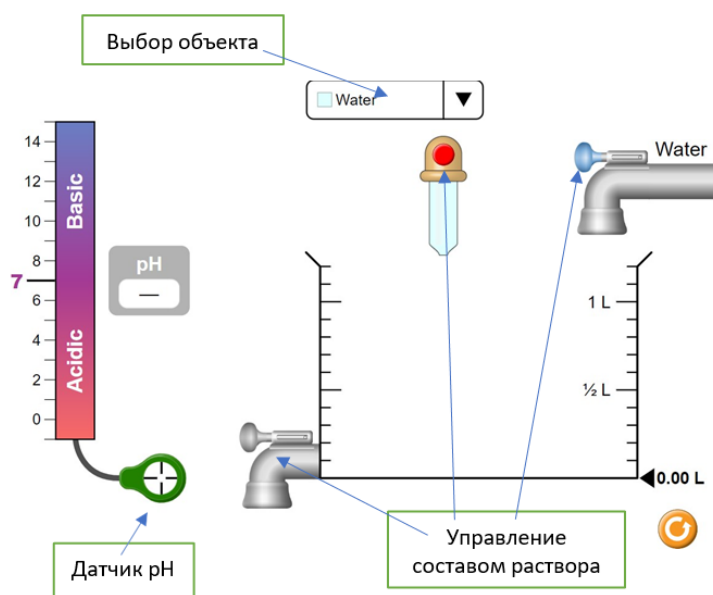 Выбор объекта
Water
Water
14
12
10
8
7
6
4
2
0
Basic
Acidic
pH
—
1 L
½ L
0.00 L
Датчик pH
Управление
составом раствора